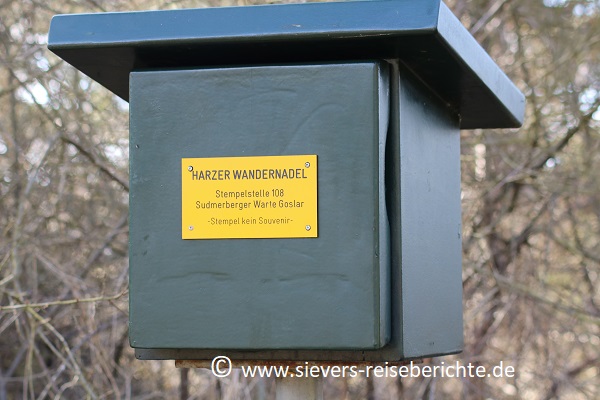 HARZER WANDERNADEL
Stempelstelle 108
Sudmerberger Warte Goslar
-Stempel kein Souvenir-
© www.sievers-reiseberichte.de